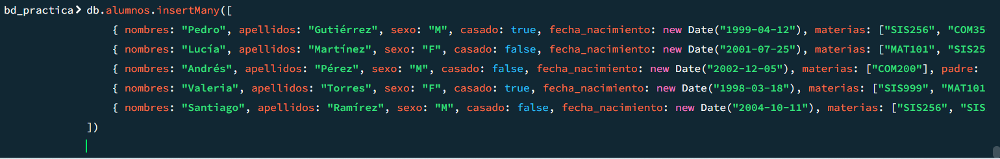 bd_practica> db.alumnos.insertMany([
{ nombres: "Pedro", apellidos: "Gutiérrez", sexo: "M", casado: true, fecha_nacimiento: new Date("1999-04-12"), materias: ["SIS256", "COM35
{ nombres: "Lucía", apellidos: "Martínez", sexo: "F", casado: false, fecha_nacimiento: new Date("2001-07-25"), materias: ["MAT101", "SIS25
{ nombres: "Andrés", apellidos: "Pérez", sexo: "M", casado: false, fecha_nacimiento: new Date("2002-12-05"), materias: ["COM200"], padre:
{ nombres: "Valeria", apellidos: "Torres", sexo: "F", casado: true, fecha_nacimiento: new Date("1998-03-18"), materias: ["SIS999", "MAT101
{ nombres: "Santiago", apellidos: "Ramírez", sexo: "M", casado: false, fecha_nacimiento: new Date("2004-10-11"), materias: ["SIS256", "SIS
])